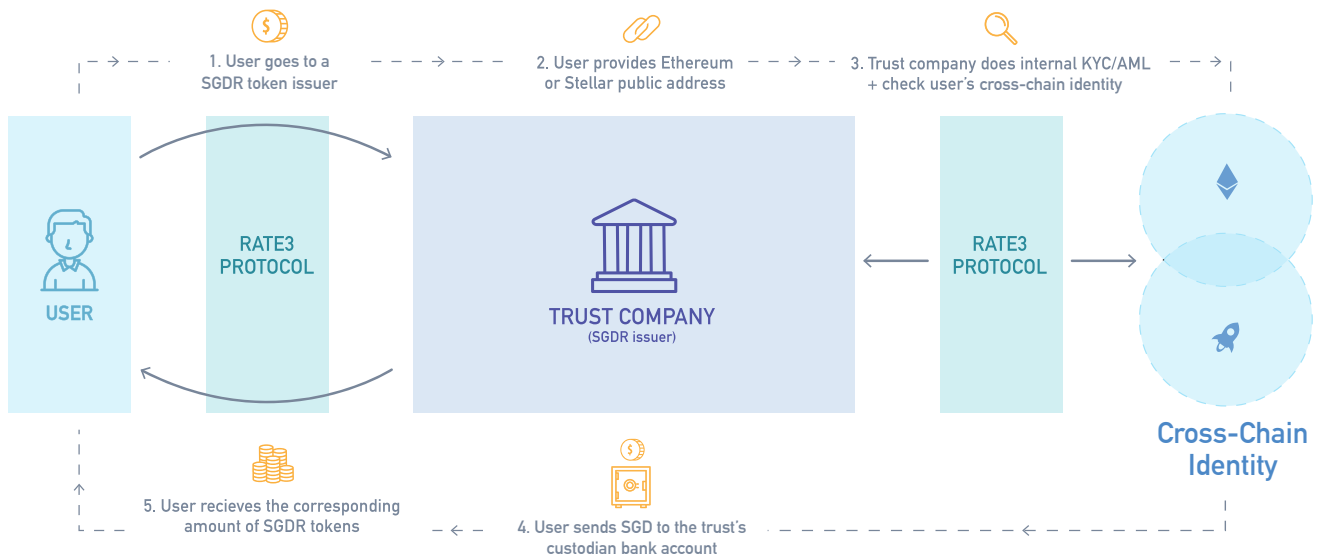 1. User goes to a
SGDR token issuer
2. User provides Ethereum
or Stellar public address
3. Trust company does internal KYC/AML
+ check user's cross-chain identity
USER
RATE3
PROTOCOL
TRUST COMPANY
(SGDR issuer)
RATE3
PROTOCOL
Cross-Chain
Identity
5. User recieves the corresponding
amount of SGDR tokens
4. User sends SGD to the trust's
custodian bank account